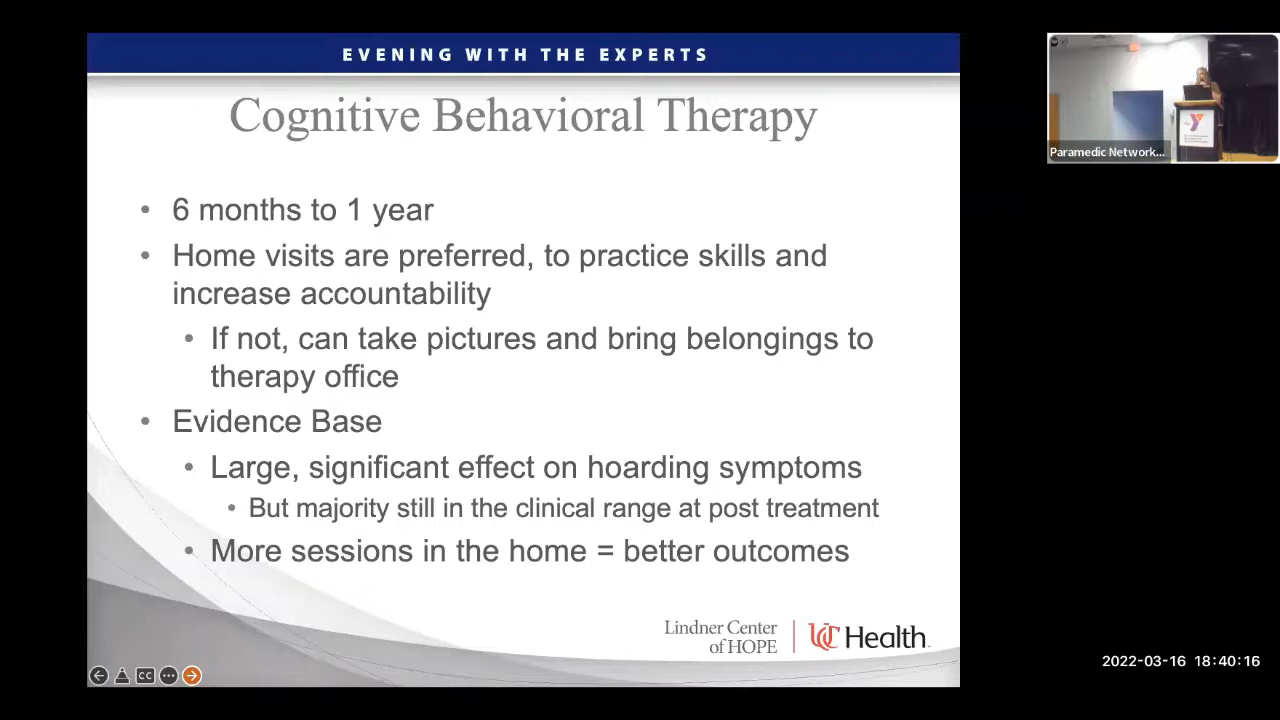 EVENING WITH THE EXPERTS
Cognitive Behavioral Therapy
• 6 months to 1 year
• Home visits are preferred, to practice skills and
increase accountability
• If not, can take pictures and bring belongings to
therapy office
• Evidence Base
• Large, significant effect on hoarding symptoms
• But majority still in the clinical range at post treatment
• More sessions in the home = better outcomes
Lindner Center
of HOPE
UC Health
CC
Paramedic Network...
2022-03-16 18:40:16